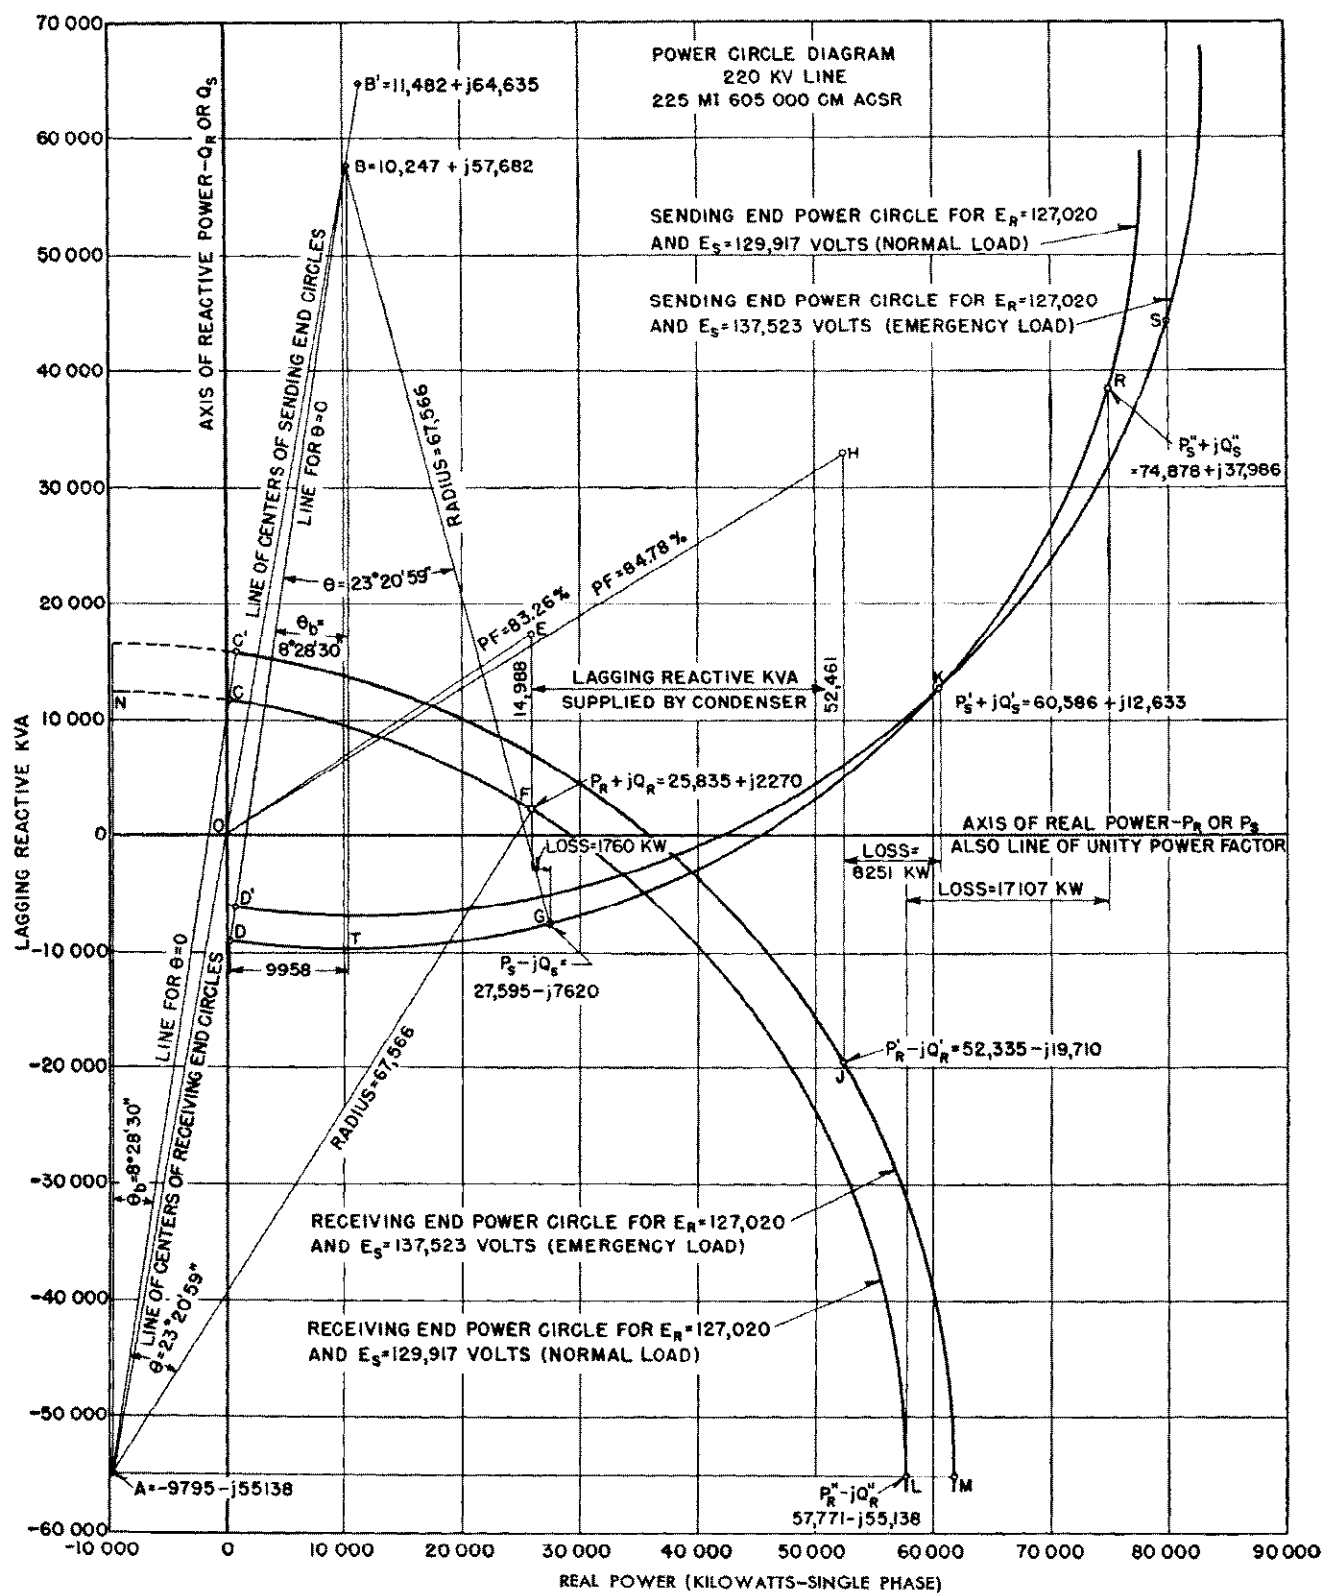 POWER CIRCLE DIAGRAM
220 KV LINE
225 MI 605 000 CM ACSR
70 000
60 000
50 000
40 000
30 000
20 000
10 000
0
-10 000
-20 000
-30 000
-40 000
-50 000
-60 000
LAGGING REACTIVE KVA
AXIS OF REACTIVE POWER-QR OR QS
B'=11,482 + j64,635
B=10,247 + j57,682
SENDING END POWER CIRCLE FOR ER=127,020
AND ES=129,917 VOLTS (NORMAL LOAD)
SENDING END POWER CIRCLE FOR ER=127,020
AND ES=137,523 VOLTS (EMERGENCY LOAD)
S
R
P"S+jQ"S
=74,878+j37,986
LINE OF CENTERS OF SENDING END CIRCLES
LINE FOR θ=0
RADIUS=67,566
H
θ=23°20'59"
PF=83.26%
PF=84.78%
θb=
8°28'30"
E
C'
C
N
N
14,988
LAGGING REACTIVE KVA
SUPPLIED BY CONDENSER
52,461
K
P'S+jQ'S=60,586 + j12,633
F
PR+jQR=25,835+j2270
O
AXIS OF REAL POWER-PR OR PS
ALSO LINE OF UNITY POWER FACTOR
LOSS=1760 KW
LOSS=
8251 KW
LOSS=17107 KW
D'
D
T
G
9958
PS-jQS=
27,595-j7620
LINE FOR θ=0
LINE OF CENTERS OF RECEIVING END CIRCLES
RADIUS=67,566
P'R-jQ'R=52,335-j19,710
J
θb=8°28'30"
θ=23°20'59"
RECEIVING END POWER CIRCLE FOR ER=127,020
AND ES=137,523 VOLTS (EMERGENCY LOAD)
RECEIVING END POWER CIRCLE FOR ER=127,020
AND ES=129,917 VOLTS (NORMAL LOAD)
A=-9795-j55138
P"R-jQ"R
57,771-j55,138
L
M
-10 000 0 10 000 20 000 30 000 40 000 50 000 60 000 70 000 80 000 90 000
REAL POWER (KILOWATTS-SINGLE PHASE)